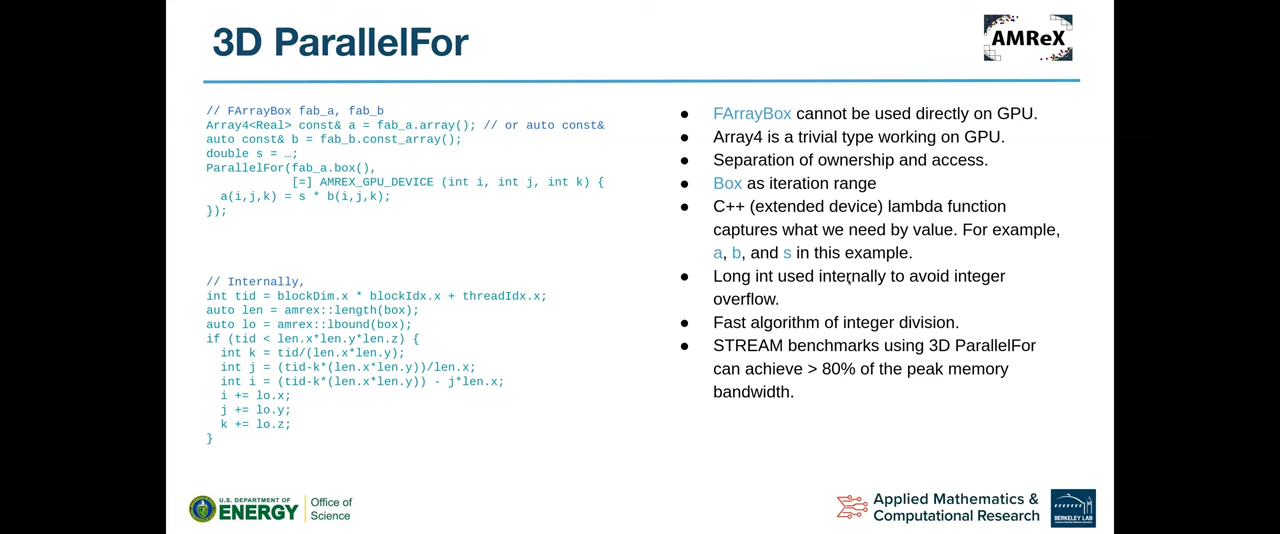 3D ParallelFor
AMReX
// FArrayBox fab_a, fab_b
Array4<Real> const& a = fab_a.array(); // or auto const&
auto const& b = fab_b.const_array();
double s = …;
ParallelFor(fab_a.box(),
[=] AMREX_GPU_DEVICE (int i, int j, int k) {
a(i,j,k) = s * b(i,j,k);
});
// Internally,
int tid = blockDim.x * blockIdx.x + threadIdx.x;
auto len = amrex::length(box);
auto lo = amrex::lbound(box);
if (tid < len.x*len.y*len.z) {
int k = tid/(len.x*len.y);
int j = (tid-k*(len.x*len.y))/len.x;
int i = (tid-k*(len.x*len.y)) - j*len.x;
i += lo.x;
j += lo.y;
k += lo.z;
}
● FArrayBox cannot be used directly on GPU.
● Array4 is a trivial type working on GPU.
● Separation of ownership and access.
● Box as iteration range
● C++ (extended device) lambda function
captures what we need by value. For example,
a, b, and s in this example.
● Long int used internally to avoid integer
overflow.
● Fast algorithm of integer division.
● STREAM benchmarks using 3D ParallelFor
can achieve > 80% of the peak memory
bandwidth.
U.S. DEPARTMENT OF
ENERGY
Office of
Science
Applied Mathematics &
Computational Research
BERKELEY LAB